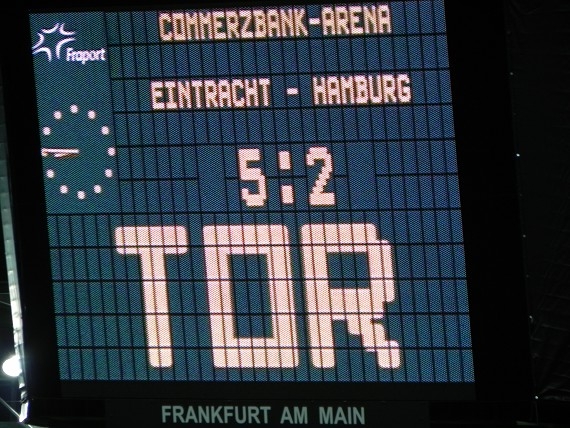 COMMERZBANK-ARENA
Fraport
EINTRACHT - HAMBURG
5:2
TOR
FRANKFURT AM MAIN